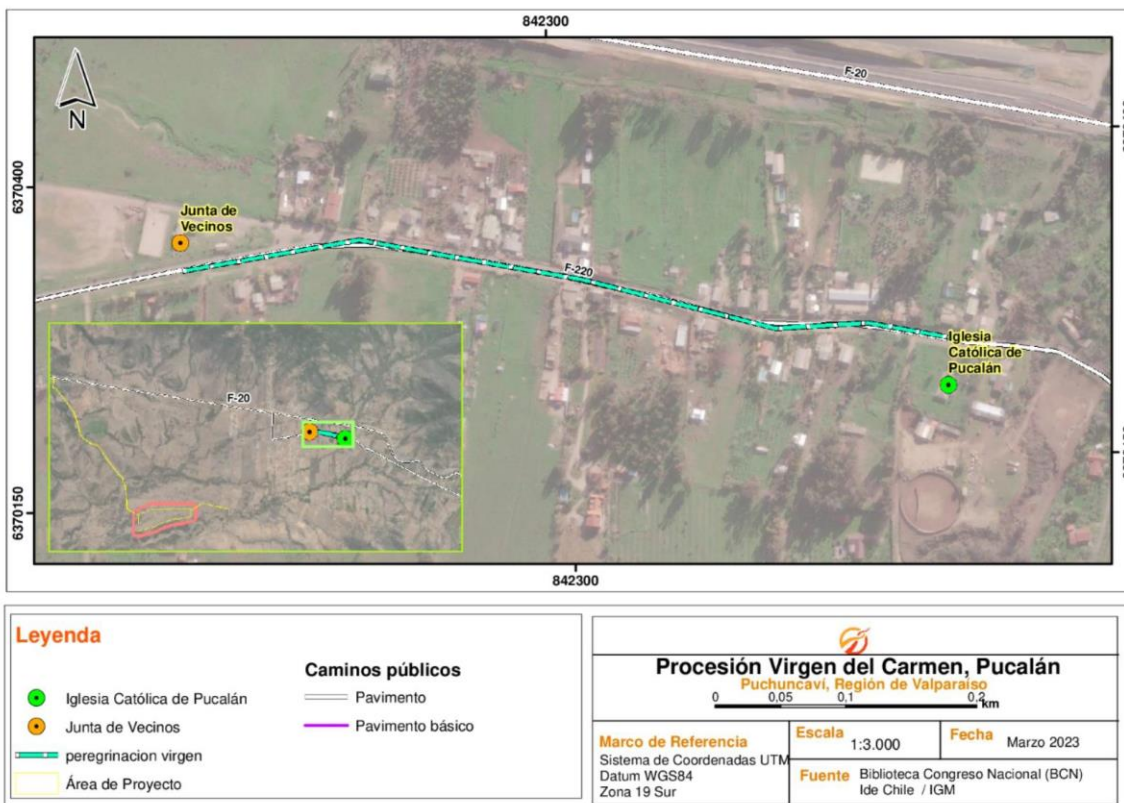 842300
F-20
N
6370400
Junta de
Vecinos
F-220
Iglesia
Católica de
Pucalán
F-20
6370150
842300
Leyenda
Iglesia Católica de Pucalán
Junta de Vecinos
peregrinacion virgen
Área de Proyecto
Caminos públicos
Pavimento
Pavimento básico
Procesión Virgen del Carmen, Pucalán
Puchuncaví, Región de Valparaíso
0 0,05 0,1 0,2
km
Marco de Referencia
Sistema de Coordenadas UTM
Datum WGS84
Zona 19 Sur
Escala 1:3.000
Fecha Marzo 2023
Fuente Biblioteca Congreso Nacional (BCN)
Ide Chile / IGM